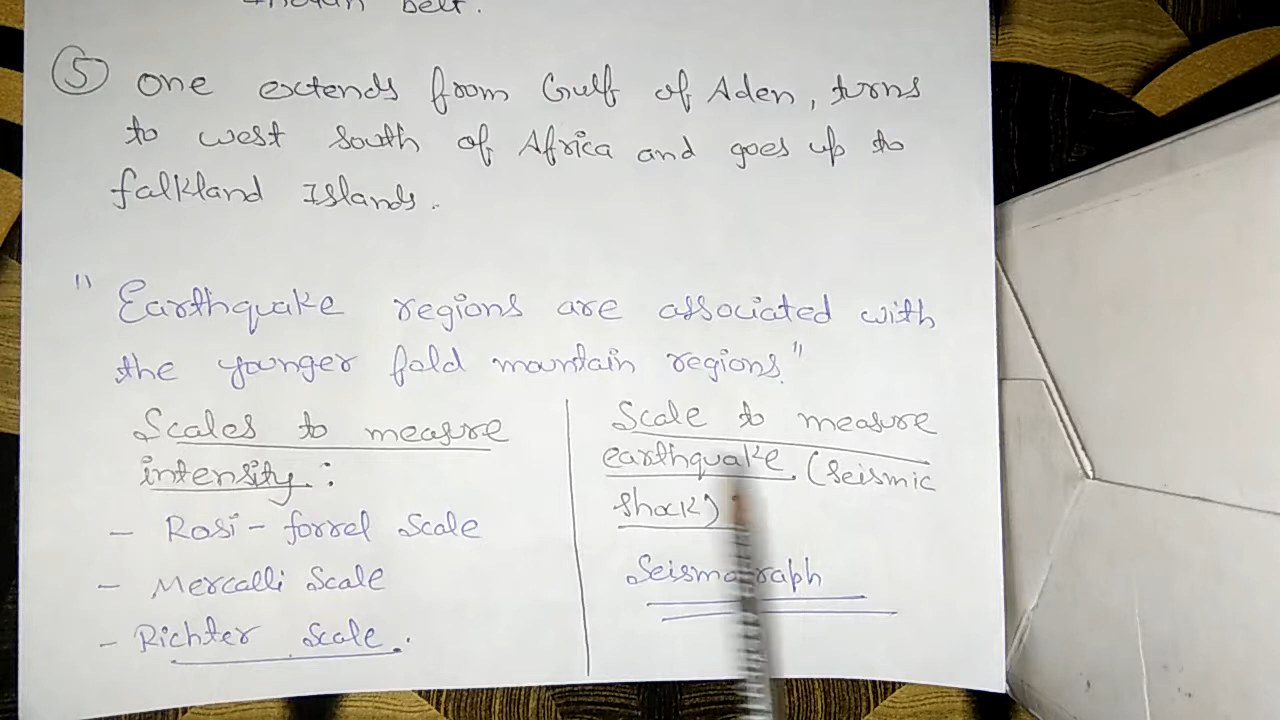 Indian belt.
(5) One extends from Gulf of Aden, turns
to west south of Africa and goes up to
falkland Islands.
" Earthquake regions are associated with
the younger fold mountain regions."
Scales to measure
intensity :
- Rosi - forrel Scale
- Mercalli Scale
- Richter Scale.
Scale to measure
earthquake. (Seismic
shock) :
Seismograph